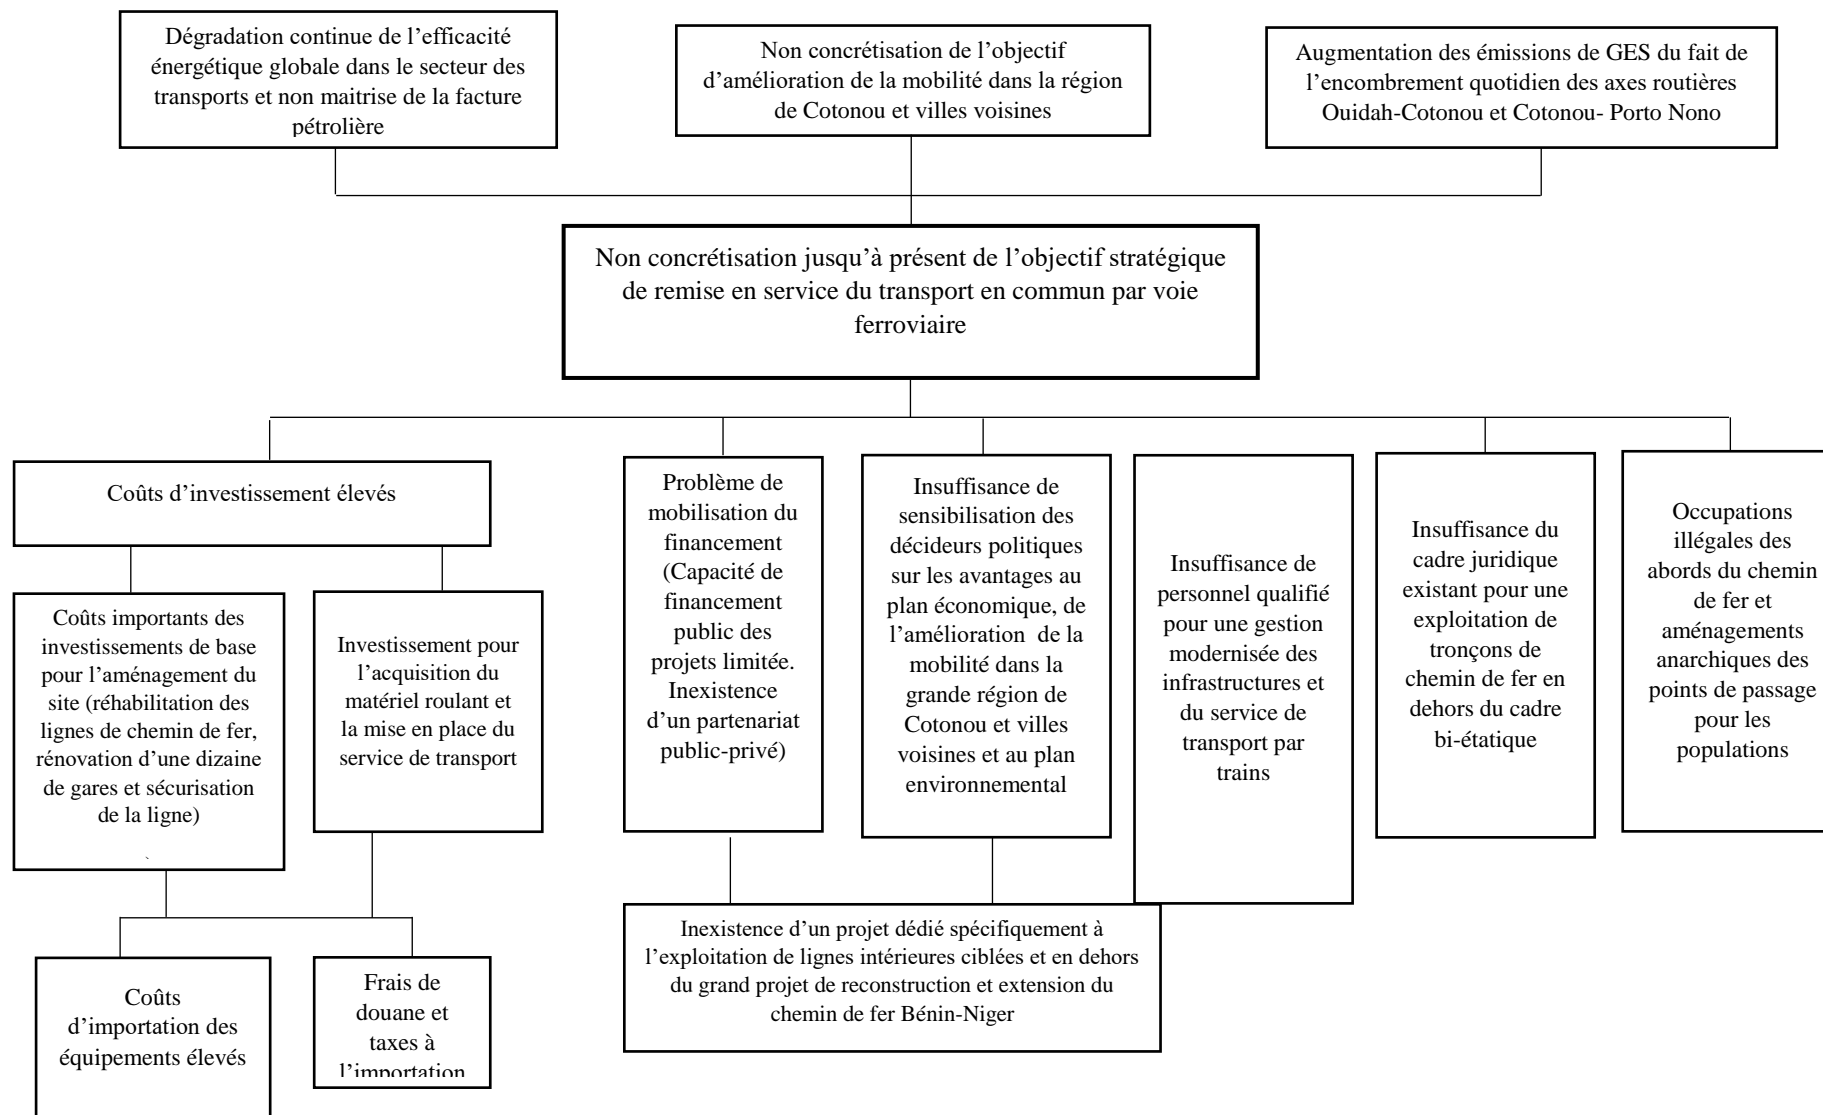 Dégradation continue de l’efficacité
énergétique globale dans le secteur des
transports et non maitrise de la facture
pétrolière
Non concrétisation de l’objectif
d’amélioration de la mobilité dans la région
de Cotonou et villes voisines
Augmentation des émissions de GES du fait de
l’encombrement quotidien des axes routières
Ouidah-Cotonou et Cotonou- Porto Nono
Non concrétisation jusqu’à présent de l’objectif stratégique
de remise en service du transport en commun par voie
ferroviaire
Coûts d’investissement élevés
Coûts importants des
investissements de base
pour l’aménagement du
site (réhabilitation des
lignes de chemin de fer,
rénovation d’une dizaine
de gares et sécurisation
de la ligne)
Investissement pour
l’acquisition du
matériel roulant et
la mise en place du
service de transport
Problème de
mobilisation du
financement
(Capacité de
financement
public des
projets limitée.
Inexistence
d’un partenariat
public-privé)
Insuffisance de
sensibilisation des
décideurs politiques
sur les avantages au
plan économique, de
l’amélioration de la
mobilité dans la
grande région de
Cotonou et villes
voisines et au plan
environnemental
Insuffisance de
personnel qualifié
pour une gestion
modernisée des
infrastructures et
du service de
transport par
trains
Insuffisance du
cadre juridique
existant pour une
exploitation de
tronçons de
chemin de fer en
dehors du cadre
bi-étatique
Occupations
illégales des
abords du chemin
de fer et
aménagements
anarchiques des
points de passage
pour les
populations
Coûts
d’importation des
équipements élevés
Frais de
douane et
taxes à
l’importation
Inexistence d’un projet dédié spécifiquement à
l’exploitation de lignes intérieures ciblées et en dehors
du grand projet de reconstruction et extension du
chemin de fer Bénin-Niger